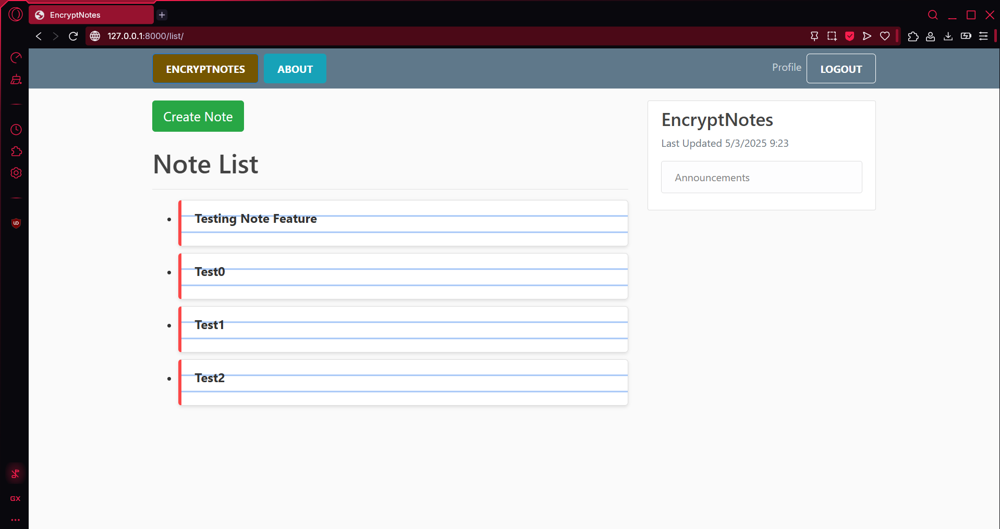 EncryptNotes
127.0.0.1:8000/list/
ENCRYPTNOTES
ABOUT
Profile
LOGOUT
Create Note
Note List
Testing Note Feature
Test0
Test1
Test2
EncryptNotes
Last Updated 5/3/2025 9:23
Announcements
GX